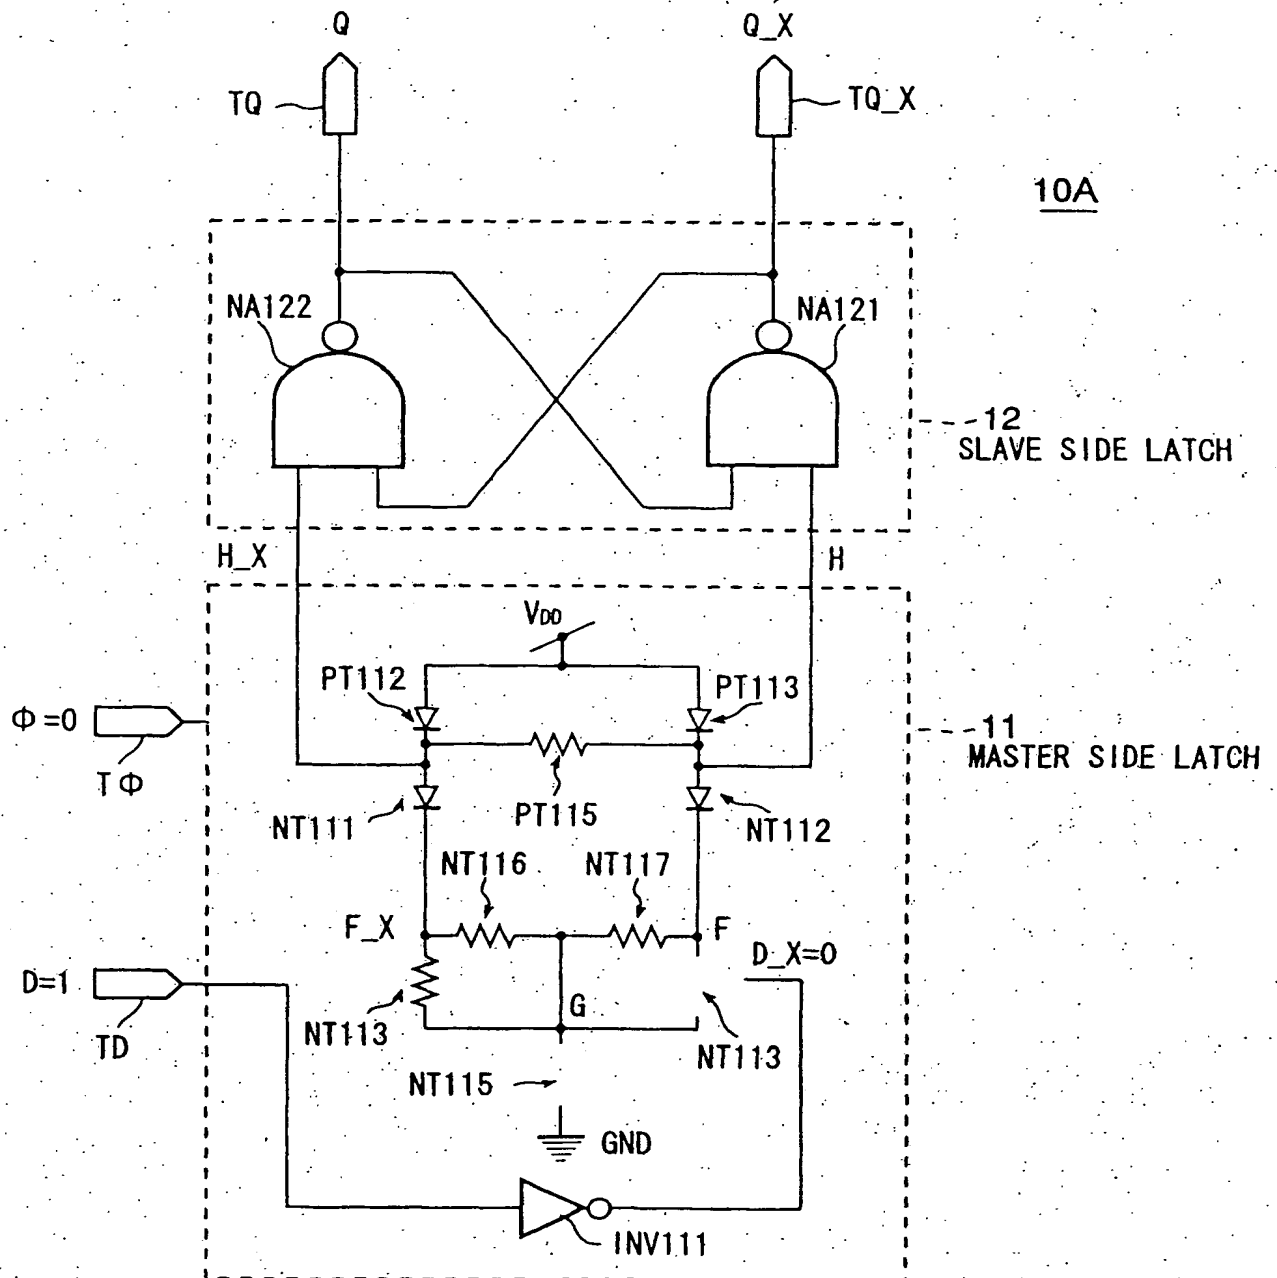 Q
Q_X
TQ
TQ_X
10A
NA122
NA121
12
SLAVE SIDE LATCH
H_X
H
VDD
PT112
PT113
Φ=0
TΦ
11
MASTER SIDE LATCH
NT111
PT115
NT112
NT116
NT117
F_X
F
D_X=0
D=1
TD
NT113
G
NT113
NT115
GND
INV111